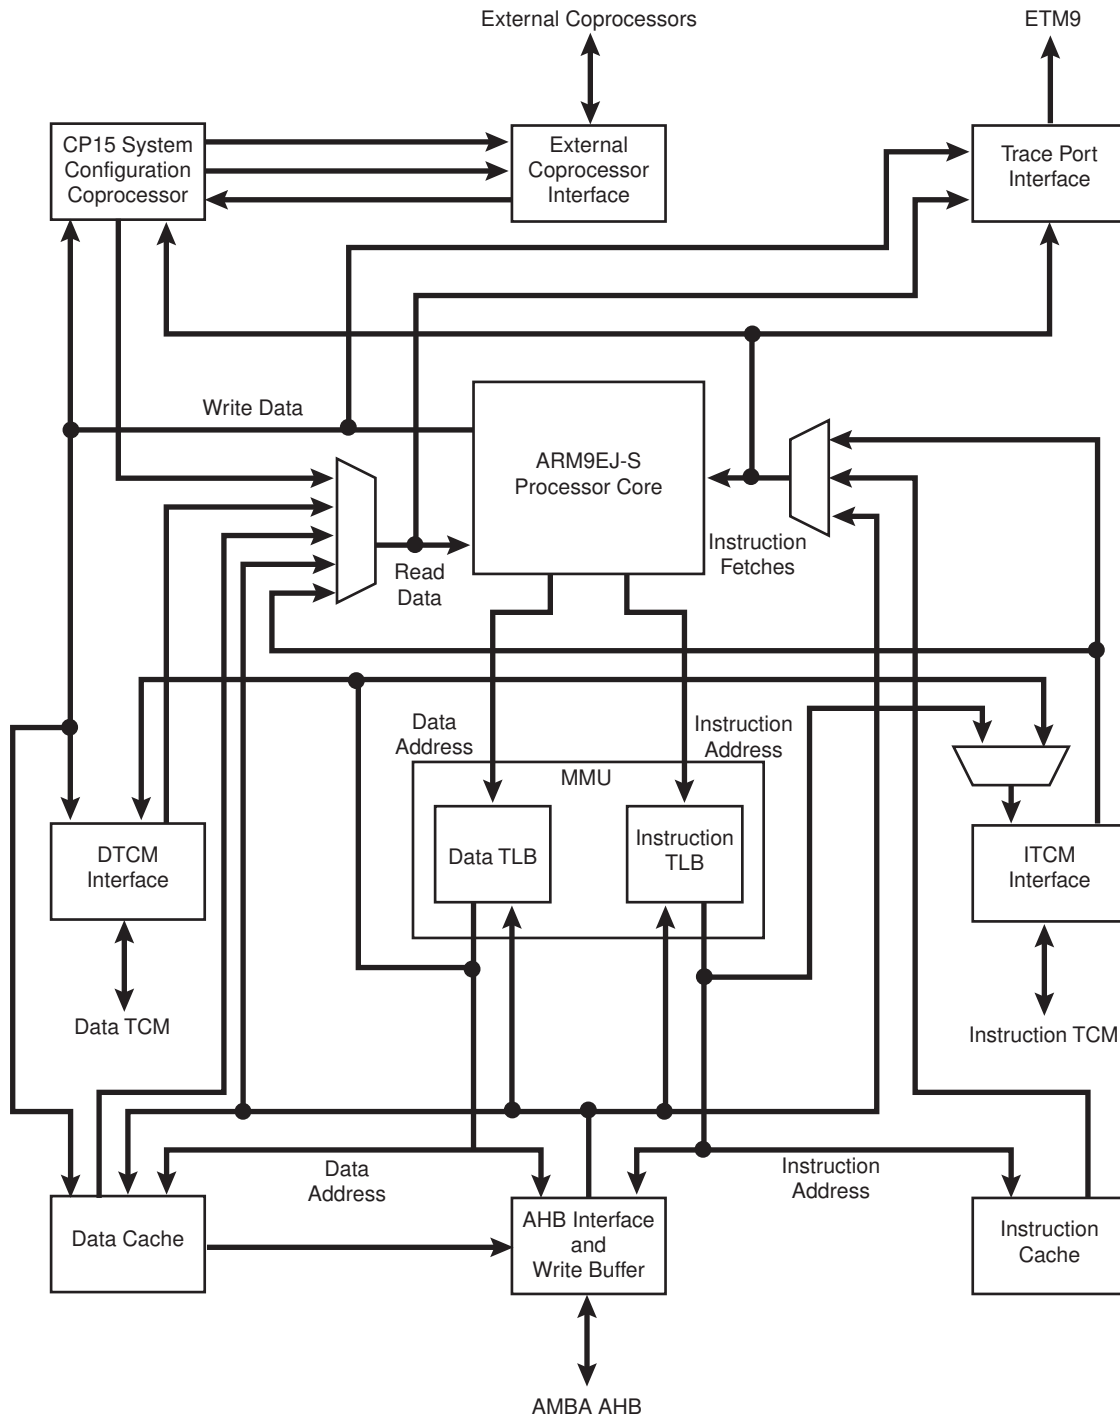 External Coprocessors
ETM9
CP15 System
Configuration
Coprocessor
External
Coprocessor
Interface
Trace Port
Interface
Write Data
ARM9EJ-S
Processor Core
Instruction
Fetches
Read
Data
Data
Address
Instruction
Address
MMU
DTCM
Interface
Data TLB
Instruction
TLB
ITCM
Interface
Data TCM
Instruction TCM
Data
Address
Instruction
Address
Data Cache
AHB Interface
and
Write Buffer
Instruction
Cache
AMBA AHB